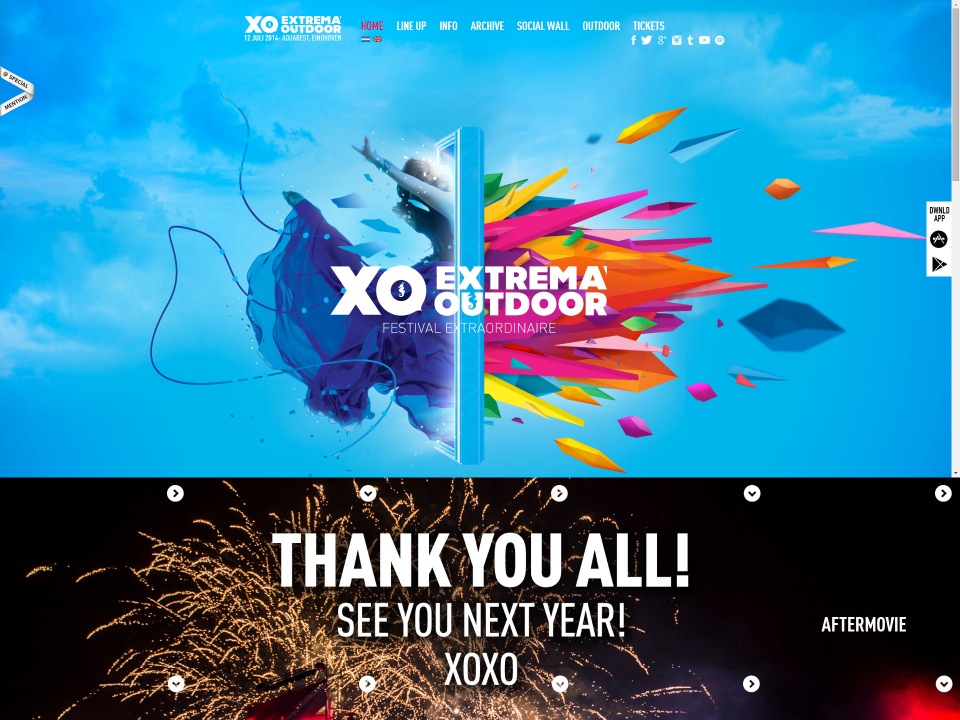 XO EXTREMA OUTDOOR
12 JULI 2014 - AQUABEST, EINDHOVEN
HOME LINE UP INFO ARCHIVE SOCIAL WALL OUTDOOR TICKETS
@ SPECIAL
MENTION
DWNLD
APP
XO EXTREMA
OUTDOOR
FESTIVAL EXTRAORDINAIRE
THANK YOU ALL!
SEE YOU NEXT YEAR!
AFTERMOVIE
XOXO